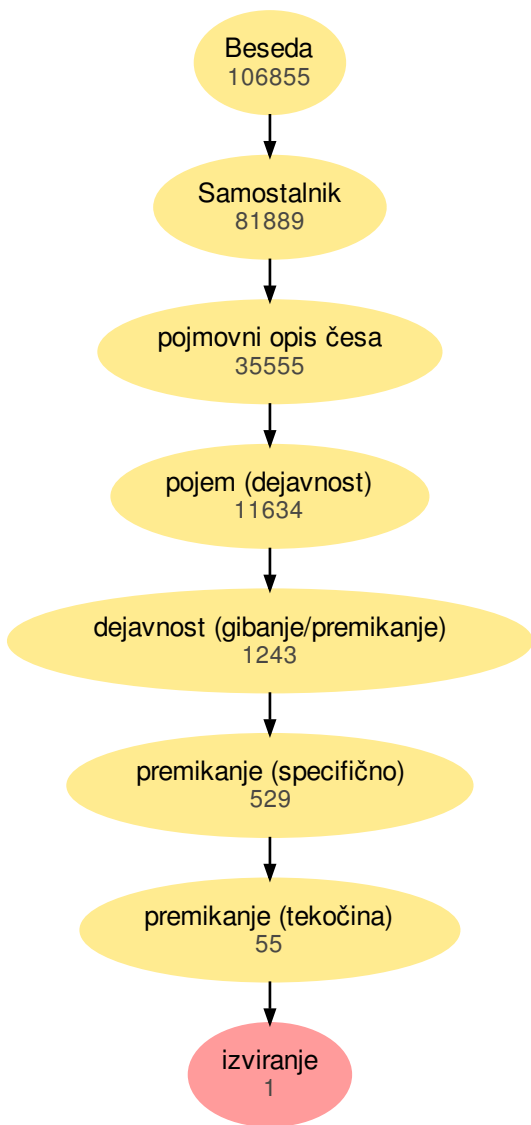 Beseda
106855
Samostalnik
81889
pojmovni opis česa
35555
pojem (dejavnost)
11634
dejavnost (gibanje/premikanje)
1243
premikanje (specifično)
529
premikanje (tekočina)
55
izviranje
1